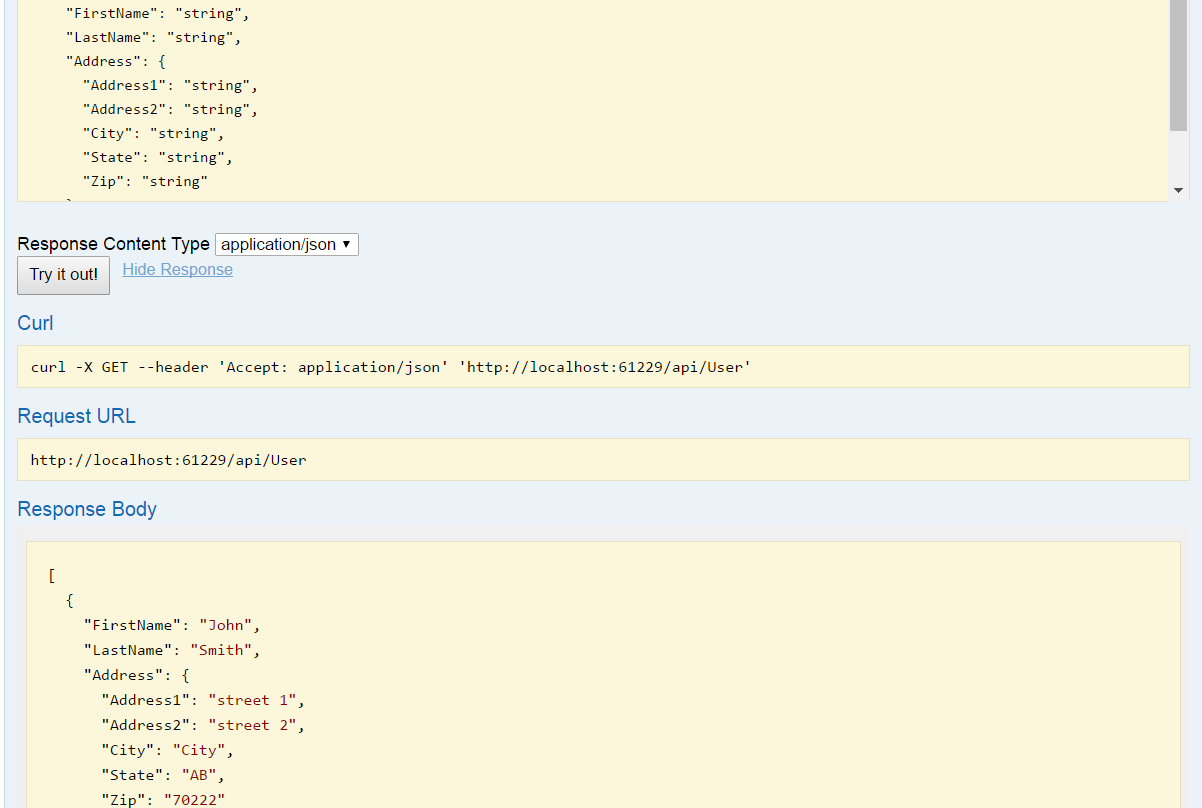 "FirstName": "string",
"LastName": "string",
"Address": {
"Address1": "string",
"Address2": "string",
"City": "string",
"State": "string",
"Zip": "string"
Response Content Type application/json
Try it out! Hide Response
Curl
curl -X GET --header 'Accept: application/json' 'http://localhost:61229/api/User'
Request URL
http://localhost:61229/api/User
Response Body
[
{
"FirstName": "John",
"LastName": "Smith",
"Address": {
"Address1": "street 1",
"Address2": "street 2",
"City": "City",
"State": "AB",
"Zip": "70222"